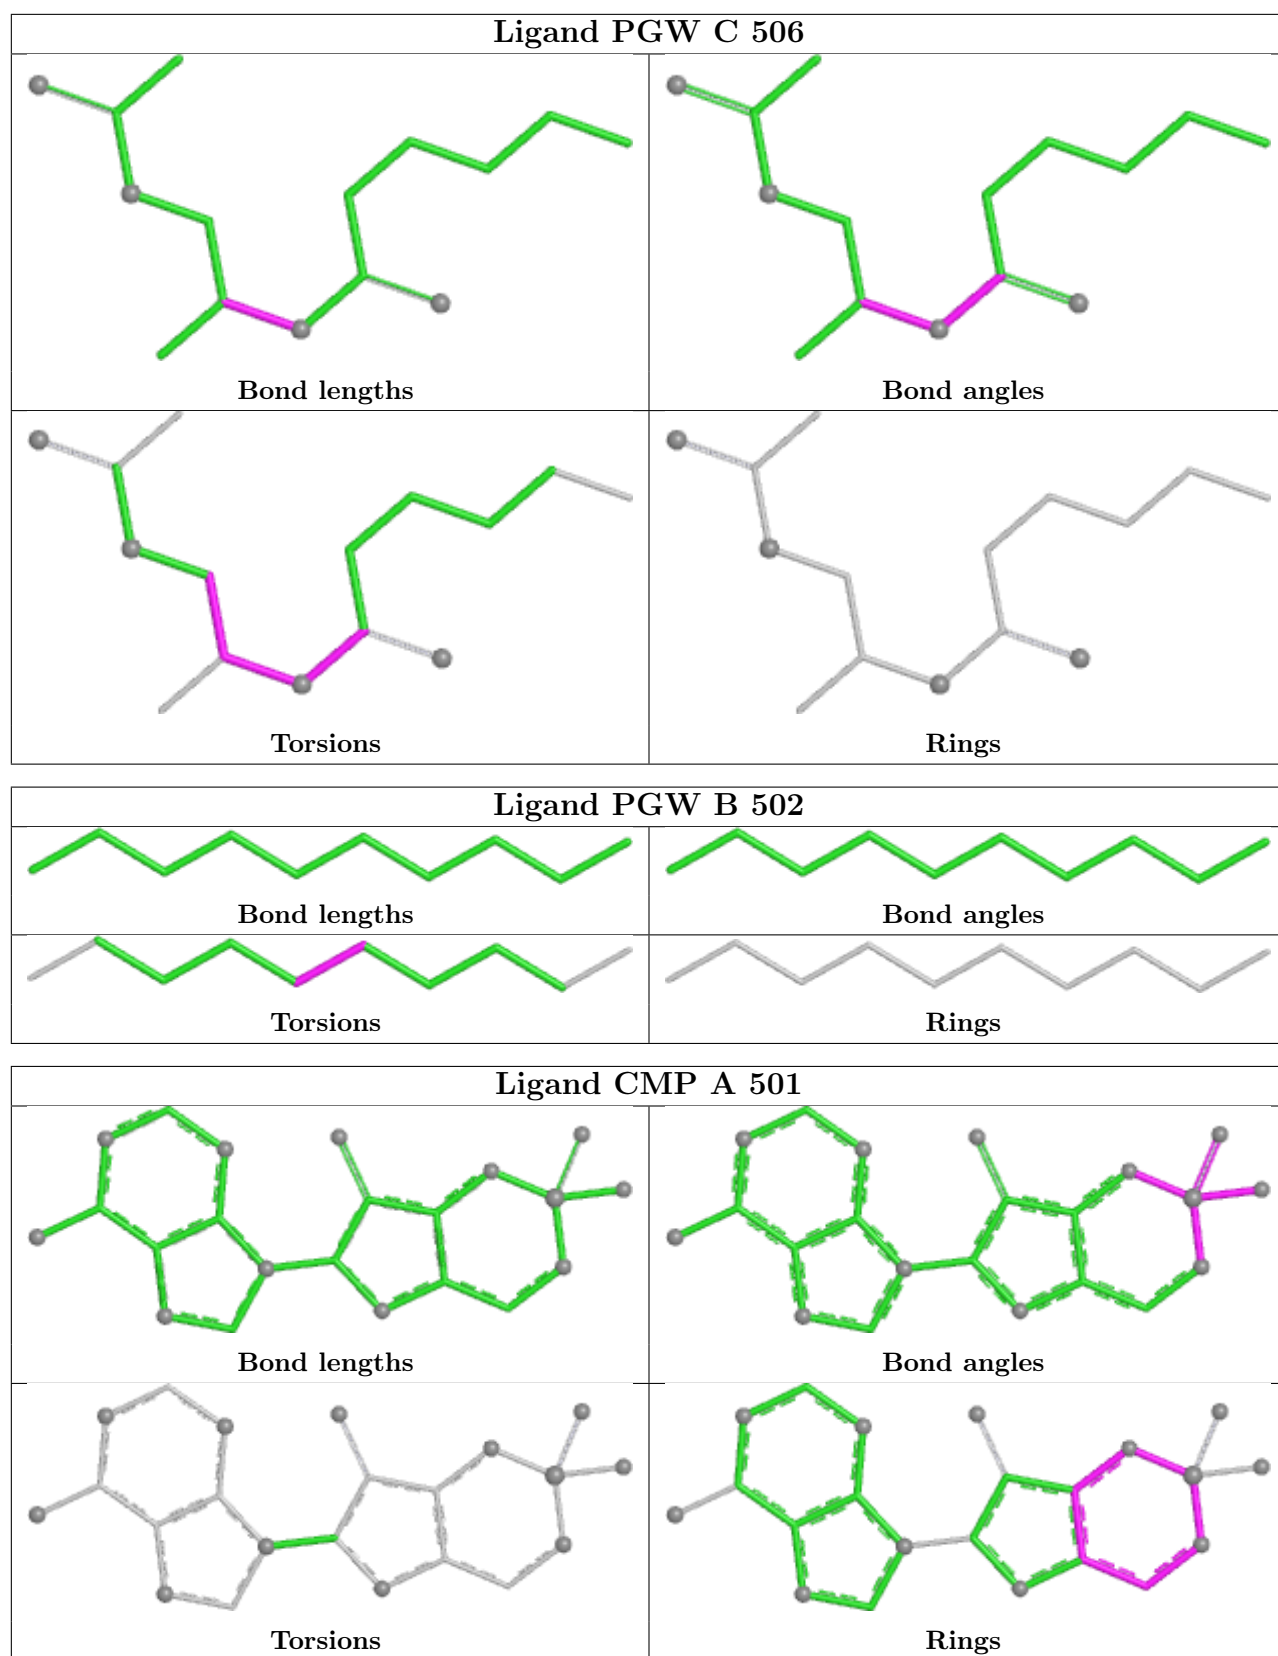 Ligand PGW C 506
Bond lengths
Bond angles
Torsions
Rings
Ligand PGW B 502
Bond lengths
Bond angles
Torsions
Rings
Ligand CMP A 501
Bond lengths
Bond angles
Torsions
Rings